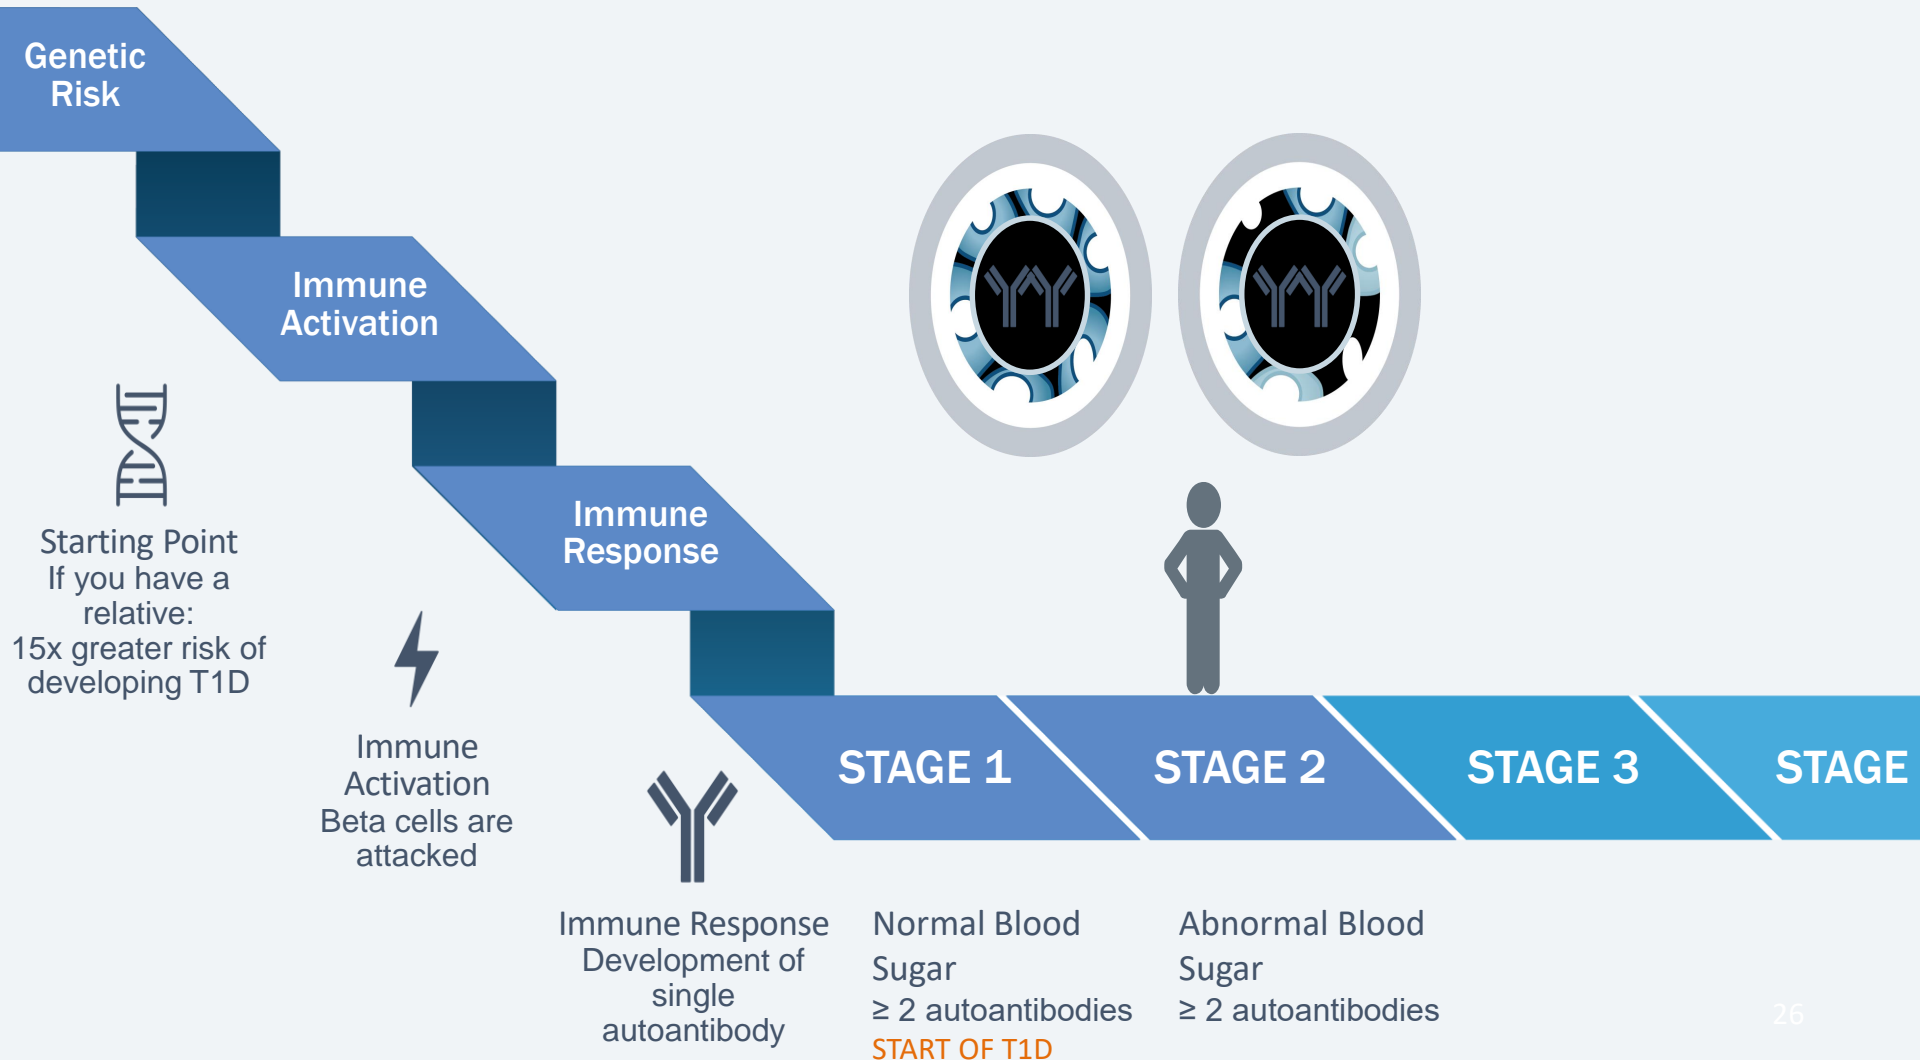 Genetic
Risk
Immune
Activation
Immune
Response
Starting Point
If you have a
relative:
15x greater risk of
developing T1D
Immune
Activation
Beta cells are
attacked
STAGE 1
STAGE 2
STAGE 3
STAGE
Immune Response
Development of
single
autoantibody
Normal Blood
Sugar
≥ 2 autoantibodies
START OF T1D
Abnormal Blood
Sugar
≥ 2 autoantibodies
26